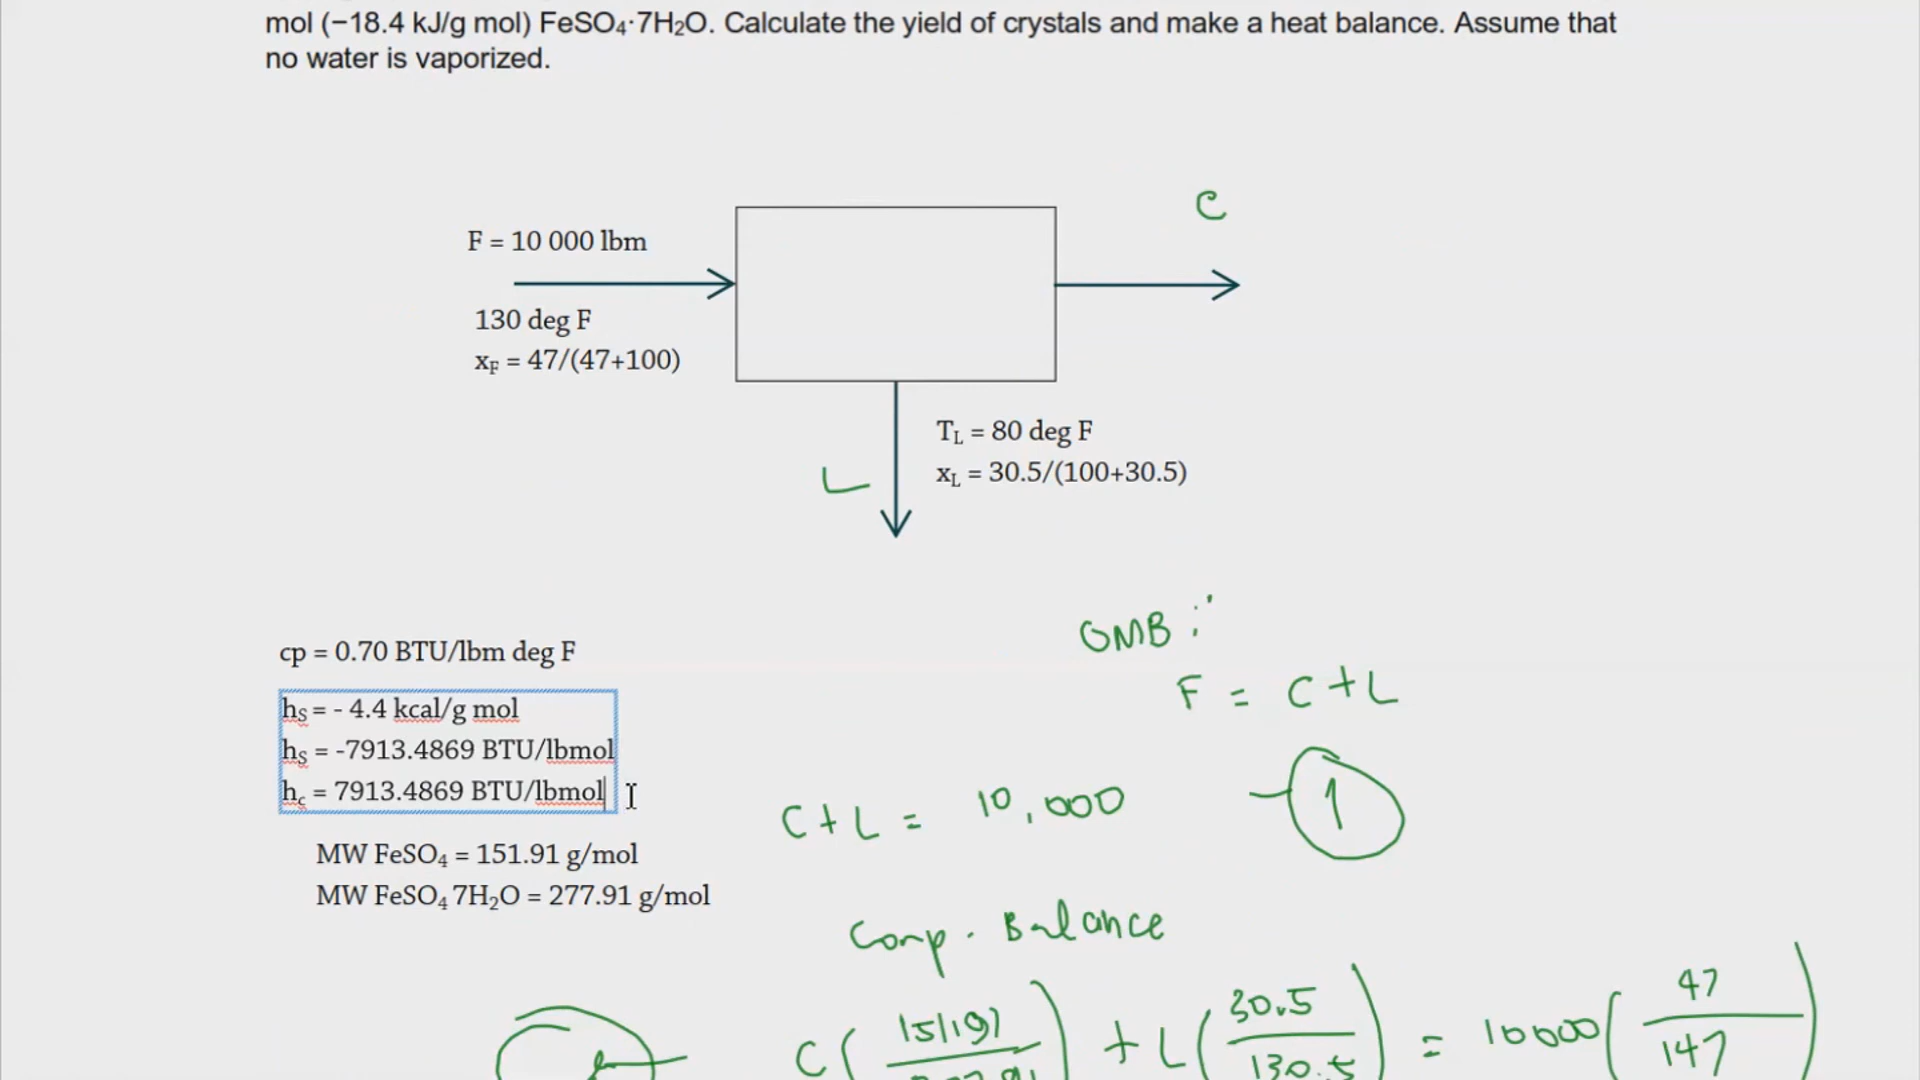 mol (−18.4 kJ/g mol) FeSO₄·7H₂O. Calculate the yield of crystals and make a heat balance. Assume that
no water is vaporized.
C
F = 10 000 lbm
130 deg F
x_F = 47/(47+100)
T_L = 80 deg F
x_L = 30.5/(100+30.5)
L
OMB :
F = C + L
cp = 0.70 BTU/lbm deg F
h_S = - 4.4 kcal/g mol
h_S = -7913.4869 BTU/lbmol
h_c = 7913.4869 BTU/lbmol
C + L = 10,000 - 1
MW FeSO₄ = 151.91 g/mol
MW FeSO₄ 7H₂O = 277.91 g/mol
Comp. Balance
C ( 151.91 ) + L ( 30.5 / 130.5 ) = 10000 ( 47 / 147 )